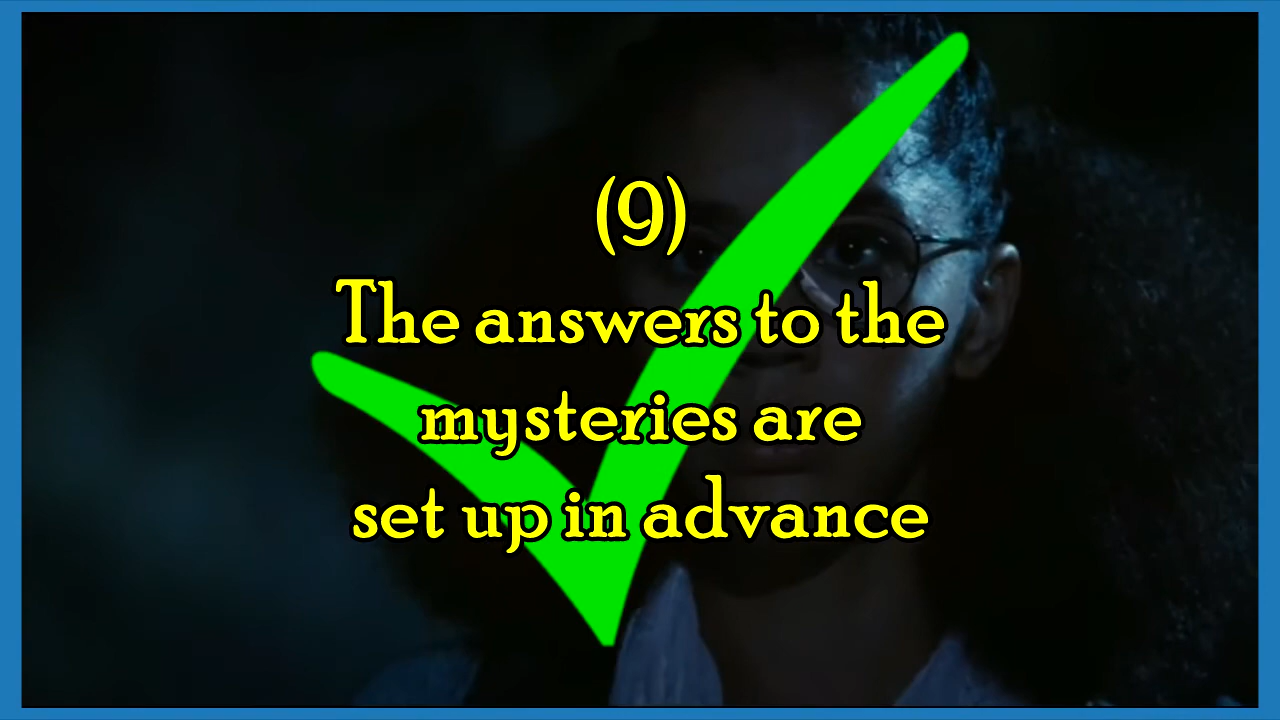 (9)
The answers to the
mysteries are
set up in advance